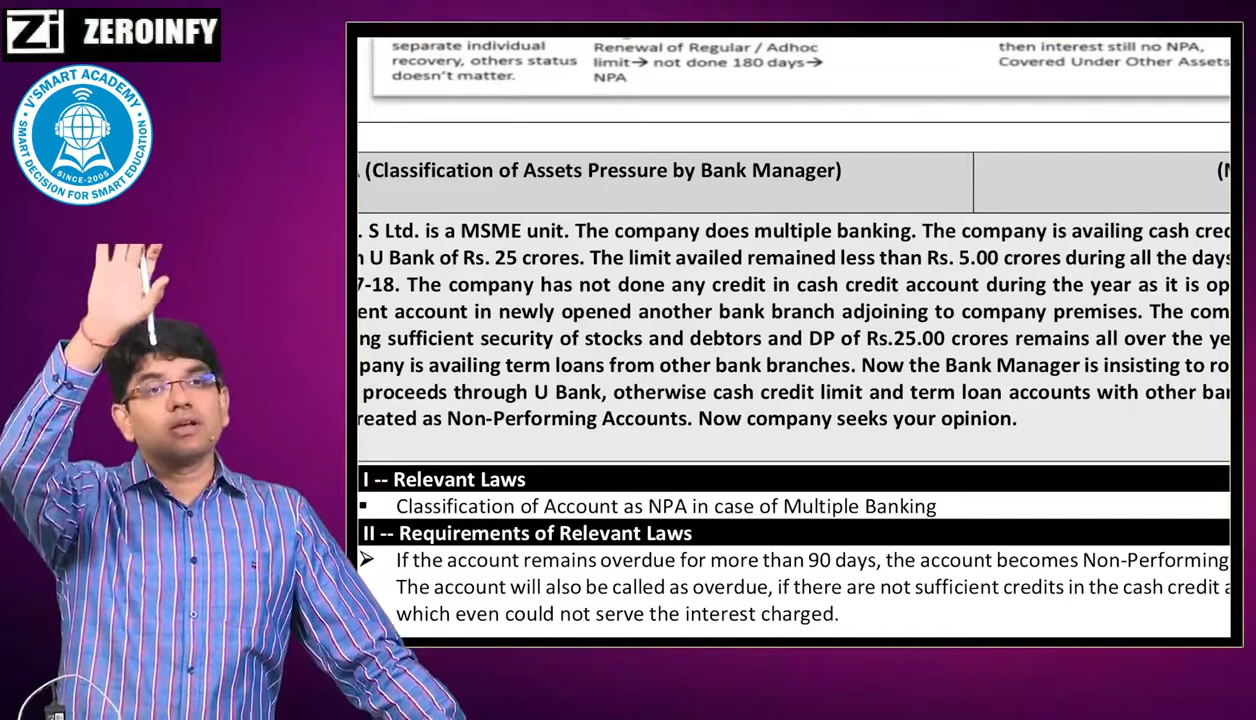 Zi ZEROINFY
V'SMART ACADEMY
SINCE-2005
SMART DECISION FOR SMART EDUCATION
separate individual
recovery, others status
doesn't matter.
Renewal of Regular / Adhoc
limit→ not done 180 days→
NPA
then interest still no NPA,
Covered Under Other Assets
(Classification of Assets Pressure by Bank Manager)
. S Ltd. is a MSME unit. The company does multiple banking. The company is availing cash cred
U Bank of Rs. 25 crores. The limit availed remained less than Rs. 5.00 crores during all the days
7-18. The company has not done any credit in cash credit account during the year as it is op
ent account in newly opened another bank branch adjoining to company premises. The com
ng sufficient security of stocks and debtors and DP of Rs.25.00 crores remains all over the ye
pany is availing term loans from other bank branches. Now the Bank Manager is insisting to ro
proceeds through U Bank, otherwise cash credit limit and term loan accounts with other ban
reated as Non-Performing Accounts. Now company seeks your opinion.
I -- Relevant Laws
▪ Classification of Account as NPA in case of Multiple Banking
II -- Requirements of Relevant Laws
➢ If the account remains overdue for more than 90 days, the account becomes Non-Performing
The account will also be called as overdue, if there are not sufficient credits in the cash credit a
which even could not serve the interest charged.